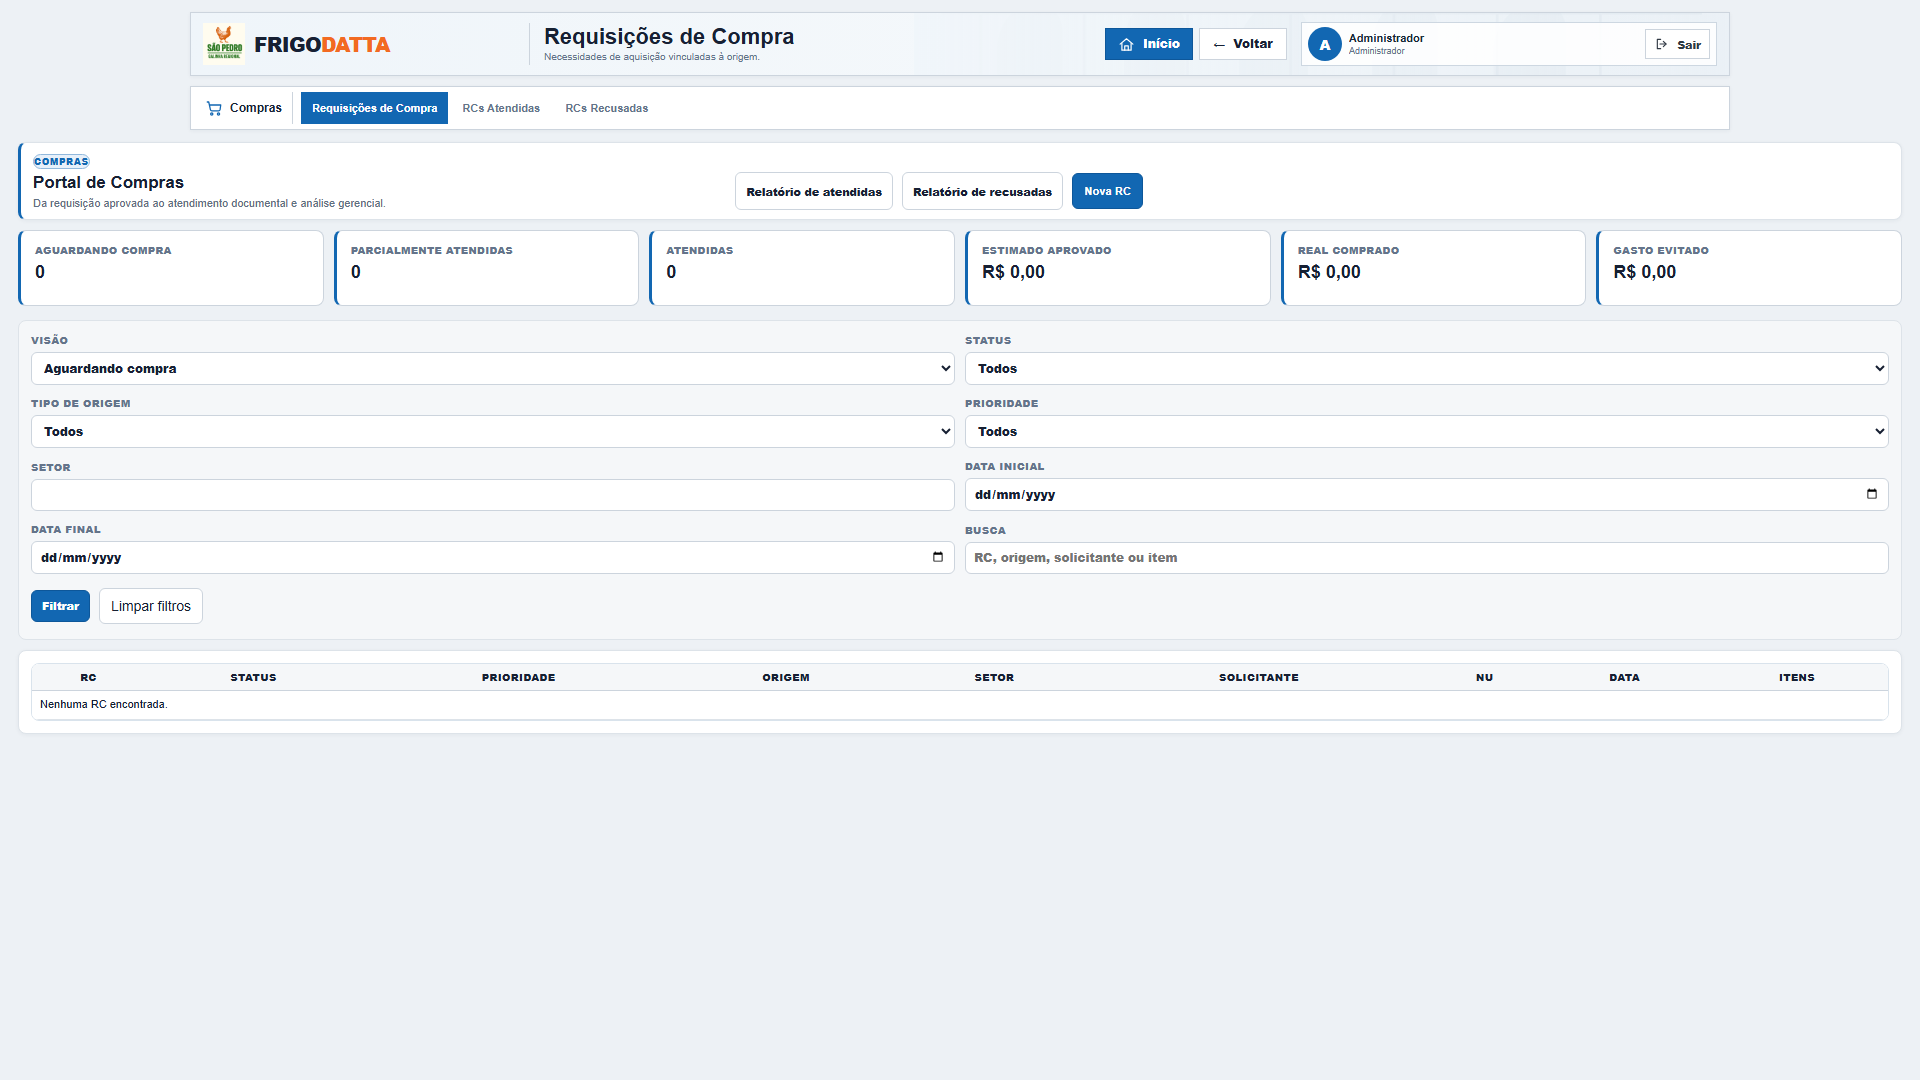 SÃO PEDRO
GALINHA REGIONAL
FRIGODATTA
Requisições de Compra
Necessidades de aquisição vinculadas à origem.
Início
← Voltar
A
Administrador
Administrador
Sair
Compras
Requisições de Compra
RCs Atendidas
RCs Recusadas
COMPRAS
Portal de Compras
Da requisição aprovada ao atendimento documental e análise gerencial.
Relatório de atendidas
Relatório de recusadas
Nova RC
AGUARDANDO COMPRA
0
PARCIALMENTE ATENDIDAS
0
ATENDIDAS
0
ESTIMADO APROVADO
R$ 0,00
REAL COMPRADO
R$ 0,00
GASTO EVITADO
R$ 0,00
VISÃO
Aguardando compra
STATUS
Todos
TIPO DE ORIGEM
Todos
PRIORIDADE
Todos
SETOR
DATA INICIAL
dd/mm/yyyy
DATA FINAL
dd/mm/yyyy
BUSCA
RC, origem, solicitante ou item
Filtrar
Limpar filtros
RC STATUS PRIORIDADE ORIGEM SETOR SOLICITANTE NU DATA ITENS
Nenhuma RC encontrada.